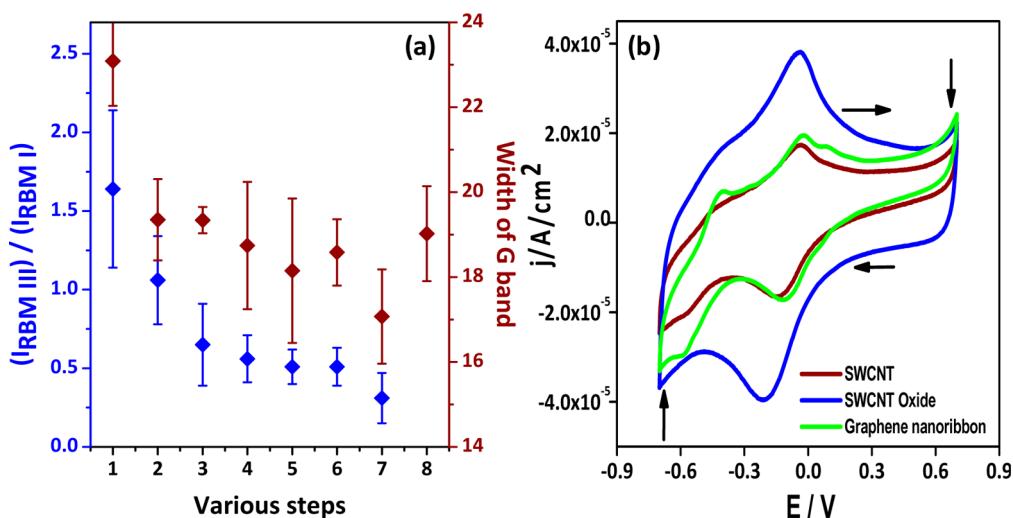 (a)
2.5
2.0
1.5
1.0
0.5
0.0
(I RBM III) / (I RBM I)
24
22
20
18
16
14
Width of G band
1 2 3 4 5 6 7 8
Various steps
(b)
4.0x10-5
2.0x10-5
0.0
-2.0x10-5
-4.0x10-5
j/A/cm2
SWCNT
SWCNT Oxide
Graphene nanoribbon
-0.9 -0.6 -0.3 0.0 0.3 0.6 0.9
E / V